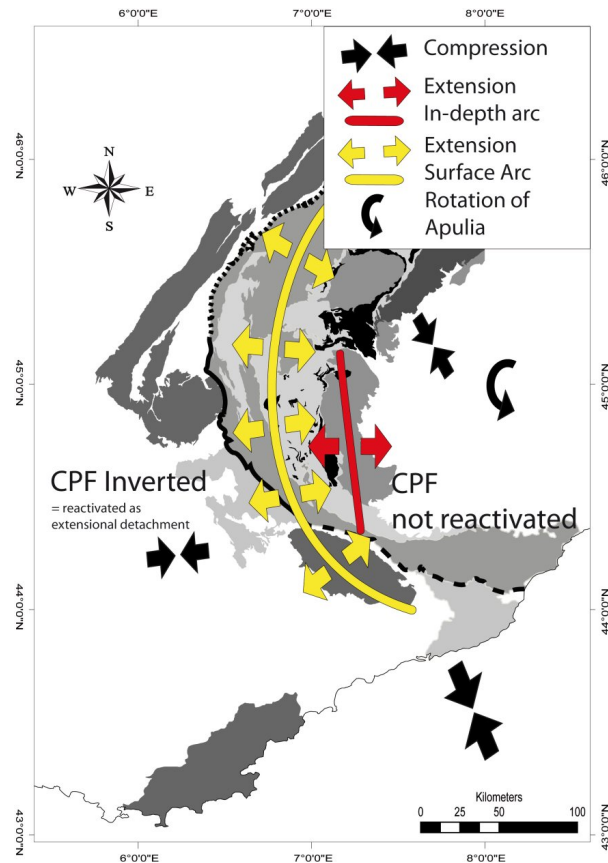 6°0'0"E
7°0'0"E
8°0'0"E
Compression
Extension
In-depth arc
Extension
Surface Arc
Rotation of
Apulia
N
W
E
S
46°0'0"N
46°0'0"N
45°0'0"N
45°0'0"N
CPF Inverted
= reactivated as
extensional detachment
CPF
not reactivated
44°0'0"N
44°0'0"N
Kilometers
0 25 50 100
43°0'0"N
43°0'0"N
6°0'0"E
7°0'0"E
8°0'0"E